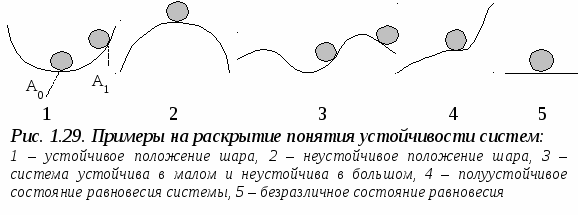 A0
A1
1 2 3 4 5
Рис. 1.29. Примеры на раскрытие понятия устойчивости систем:
1 – устойчивое положение шара, 2 – неустойчивое положение шара, 3 –
система устойчива в малом и неустойчива в большом, 4 – полуустойчивое
состояние равновесия системы, 5 – безразличное состояние равновесия